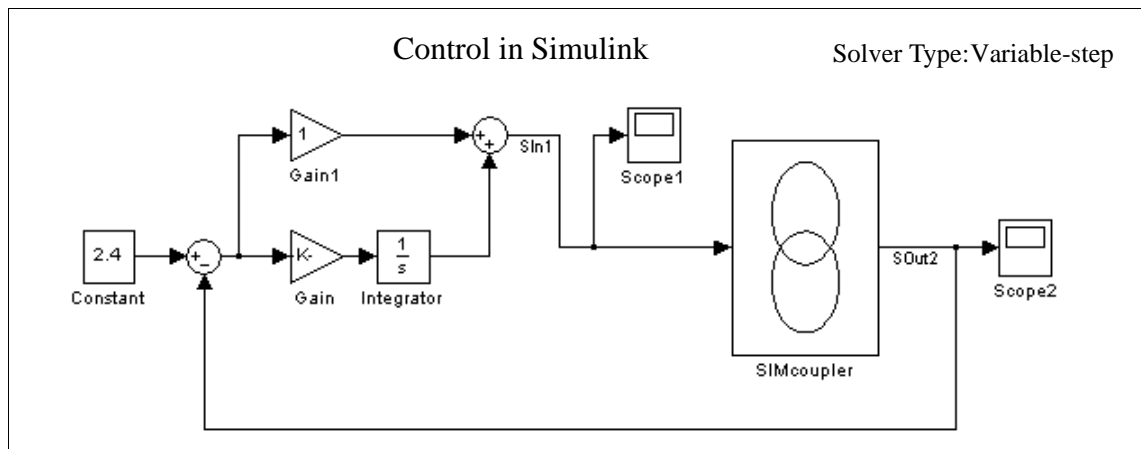 Control in Simulink
Solver Type:Variable-step
1
Gain1
+
+
SIn1
Scope1
2.4
Constant
+
−
K-
Gain
1
s
Integrator
SOut2
Scope2
SIMcoupler